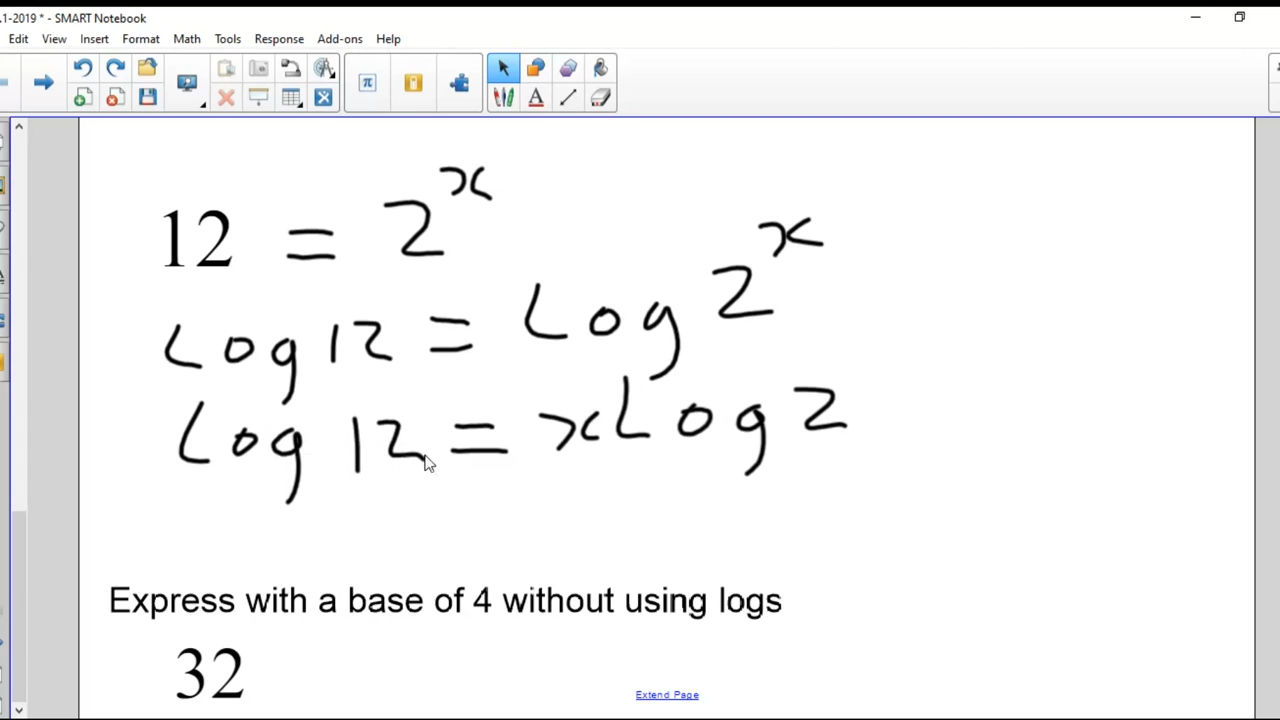 .1-2019 * - SMART Notebook
Edit View Insert Format Math Tools Response Add-ons Help
12 = 2^x
Log 12 = Log 2^x
Log 12 = x Log 2
Express with a base of 4 without using logs
32
Extend Page